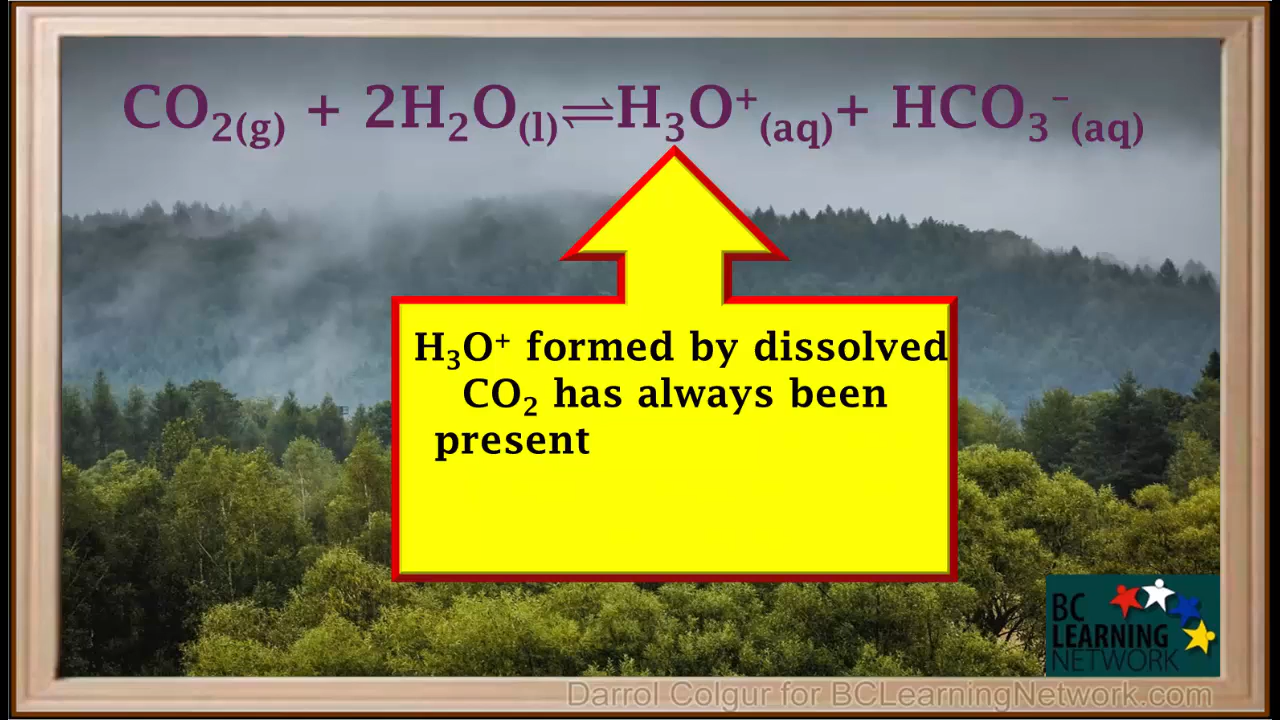 CO₂(g) + 2H₂O(l)⇌H₃O⁺(aq)+ HCO₃⁻(aq)
H₃O⁺ formed by dissolved
CO₂ has always been
present
BC
LEARNING
NETWORK
Darrol Colgur for BCLearningNetwork.com